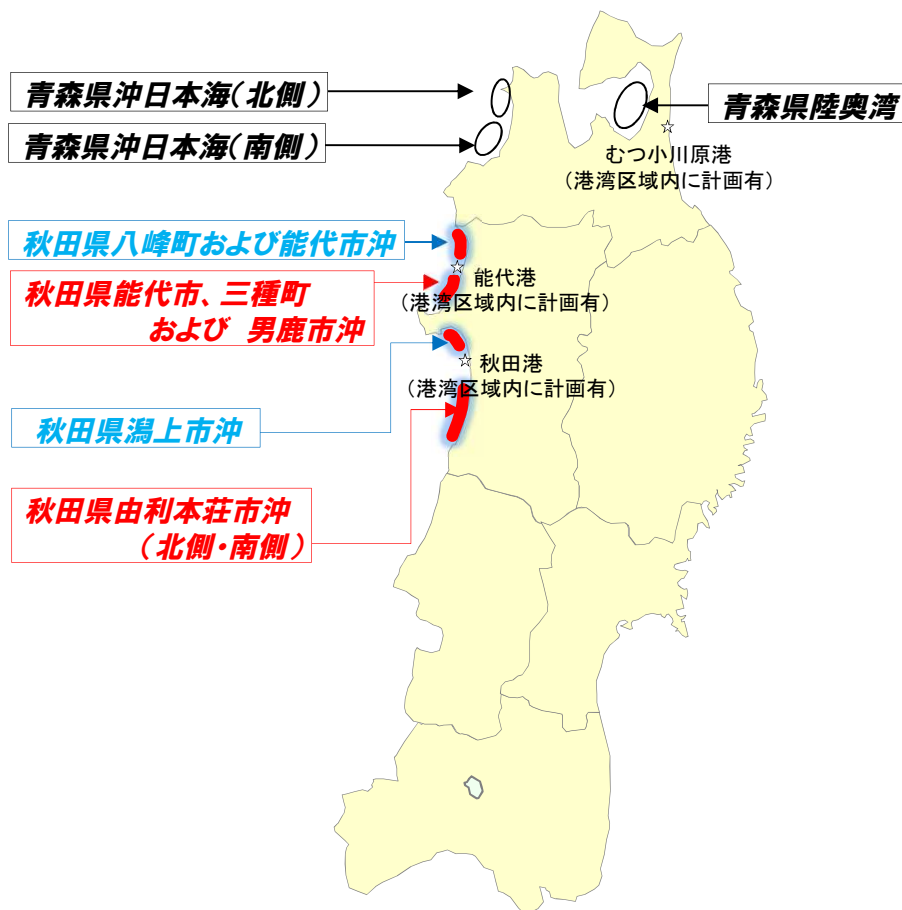 青森県沖日本海(北側)
青森県陸奥湾
青森県沖日本海(南側)
☆
むつ小川原港
(港湾区域内に計画有)
秋田県八峰町および能代市沖
☆ 能代港
(港湾区域内に計画有)
秋田県能代市、三種町
および 男鹿市沖
☆ 秋田港
(港湾区域内に計画有)
秋田県潟上市沖
秋田県由利本荘市沖
(北側・南側)